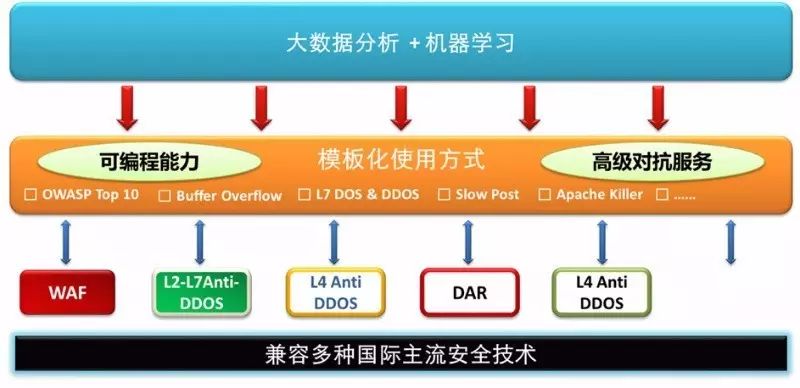 大数据分析 + 机器学习
可编程能力 模板化使用方式 高级对抗服务
OWASP Top 10 Buffer Overflow L7 DOS & DDOS Slow Post Apache Killer ......
WAF
L2-L7Anti-
DDOS
L4 Anti
DDOS
DAR
L4 Anti
DDOS
兼容多种国际主流安全技术